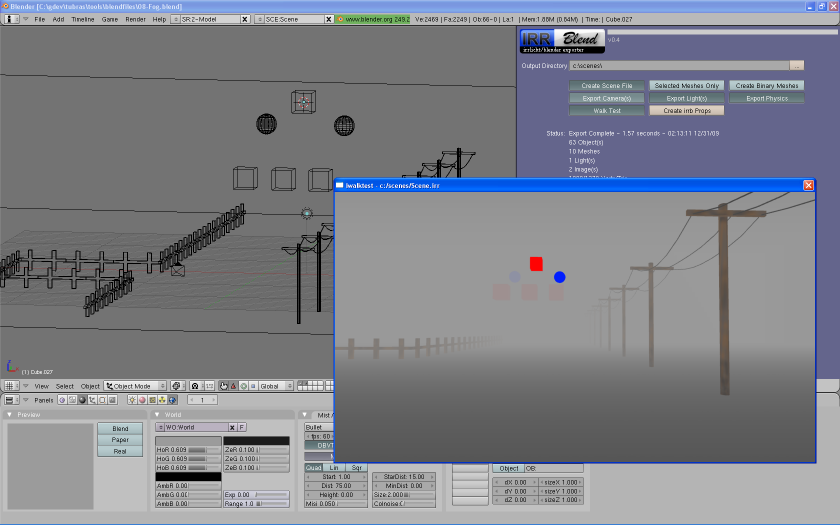 Blender [C:\gdev\tubras\tools\blendfiles\08-Fog.blend]
File Add Timeline Game Render Help SR:2-Model SCE:Scene www.blender.org 249.2 Ve:2469 | Fa:2249 | Ob:66-0 | La:1 | Mem:1.88M (0.64M) | Time: | Cube.027
IRR Blend v0.4
irrlicht/blender exporter
Output Directory c:\scenes\ ...
Create Scene File Selected Meshes Only Create Binary Meshes
Export Camera(s) Export Light(s) Export Physics
Walk Test Create irrb Props
Status: Export Complete - 1.57 seconds - 02:13:11 12/31/09
63 Object(s)
10 Meshes
1 Light(s)
2 Image(s)
iwalktest - c:/scenes/Scene.irr
(1) Cube.027
View Select Object Object Mode Global
Panels 1
Preview World Mist /
Blend
Paper
Real
WO:World F
HoR 0.609 ZeR 0.100
HoG 0.609 ZeG 0.100
HoB 0.609 ZeB 0.100
AmbR 0.00
AmbG 0.00 Exp 0.00
AmbB 0.00 Range 1.0
Bullet
fps: 60
DBVT
Quad Lin Sqr
Start: 1.00 StarDist: 15.00
Dist: 75.00 MinDist: 0.00
Height: 0.00 Size:2.000
Misi 0.050 Colnoise:
Object OB:
dX 0.00 sizeX 1.000
dY 0.00 sizeY 1.000
dZ 0.00 sizeZ 1.000